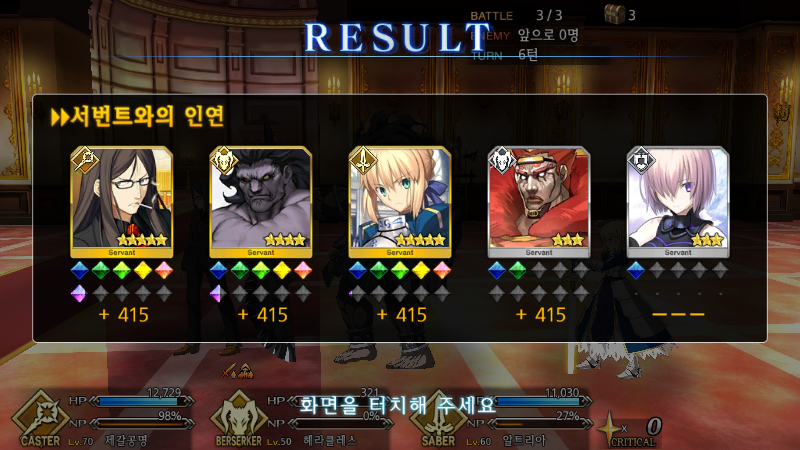 BATTLE 3 / 3 3
RESULT
ENEMY 앞으로 0명
TURN 6턴
서번트와의 인연
Servant Servant Servant Servant Servant
+ 415 + 415 + 415 + 415 ---
HP 12,729 HP 321 HP 11,030
화면을 터치해 주세요
NP 98% NP 0% NP 27% x 0
CASTER Lv.70 제갈공명 BERSERKER Lv.50 헤라클레스 SABER Lv.60 알트리아 CRITICAL